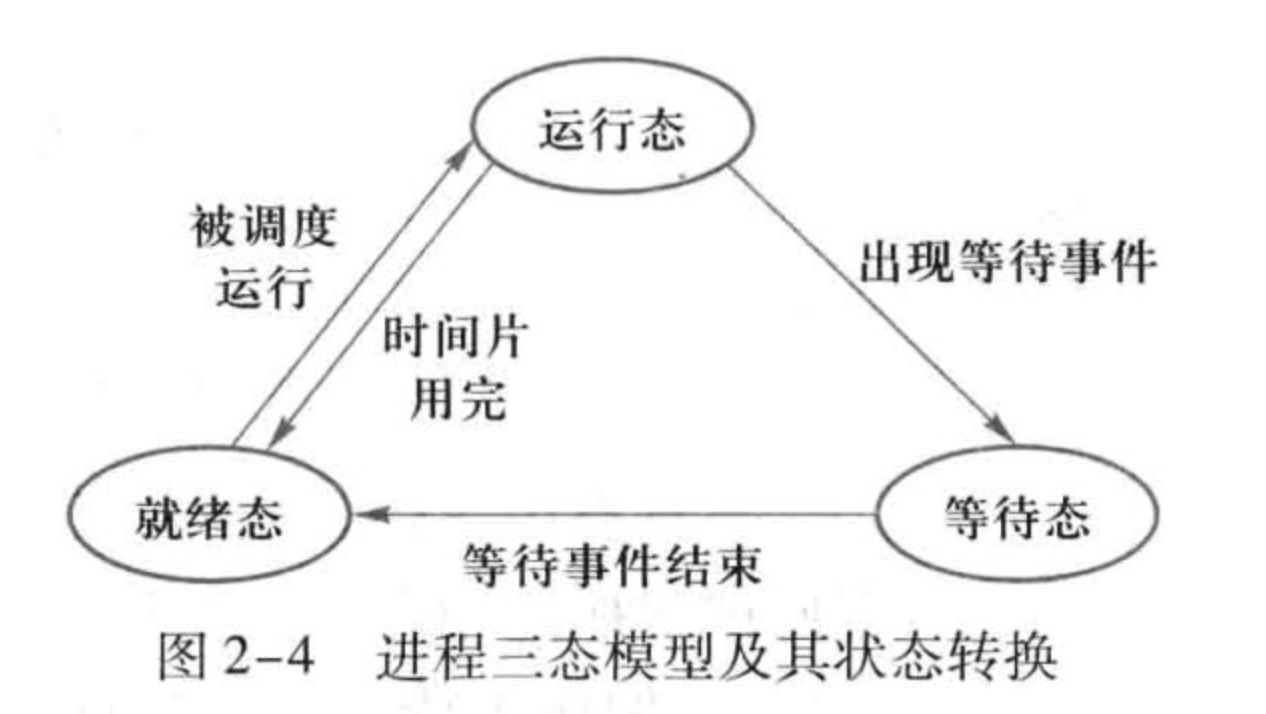 运行态
被调度
运行
出现等待事件
时间片
用完
就绪态
等待态
等待事件结束
图2-4 进程三态模型及其状态转换